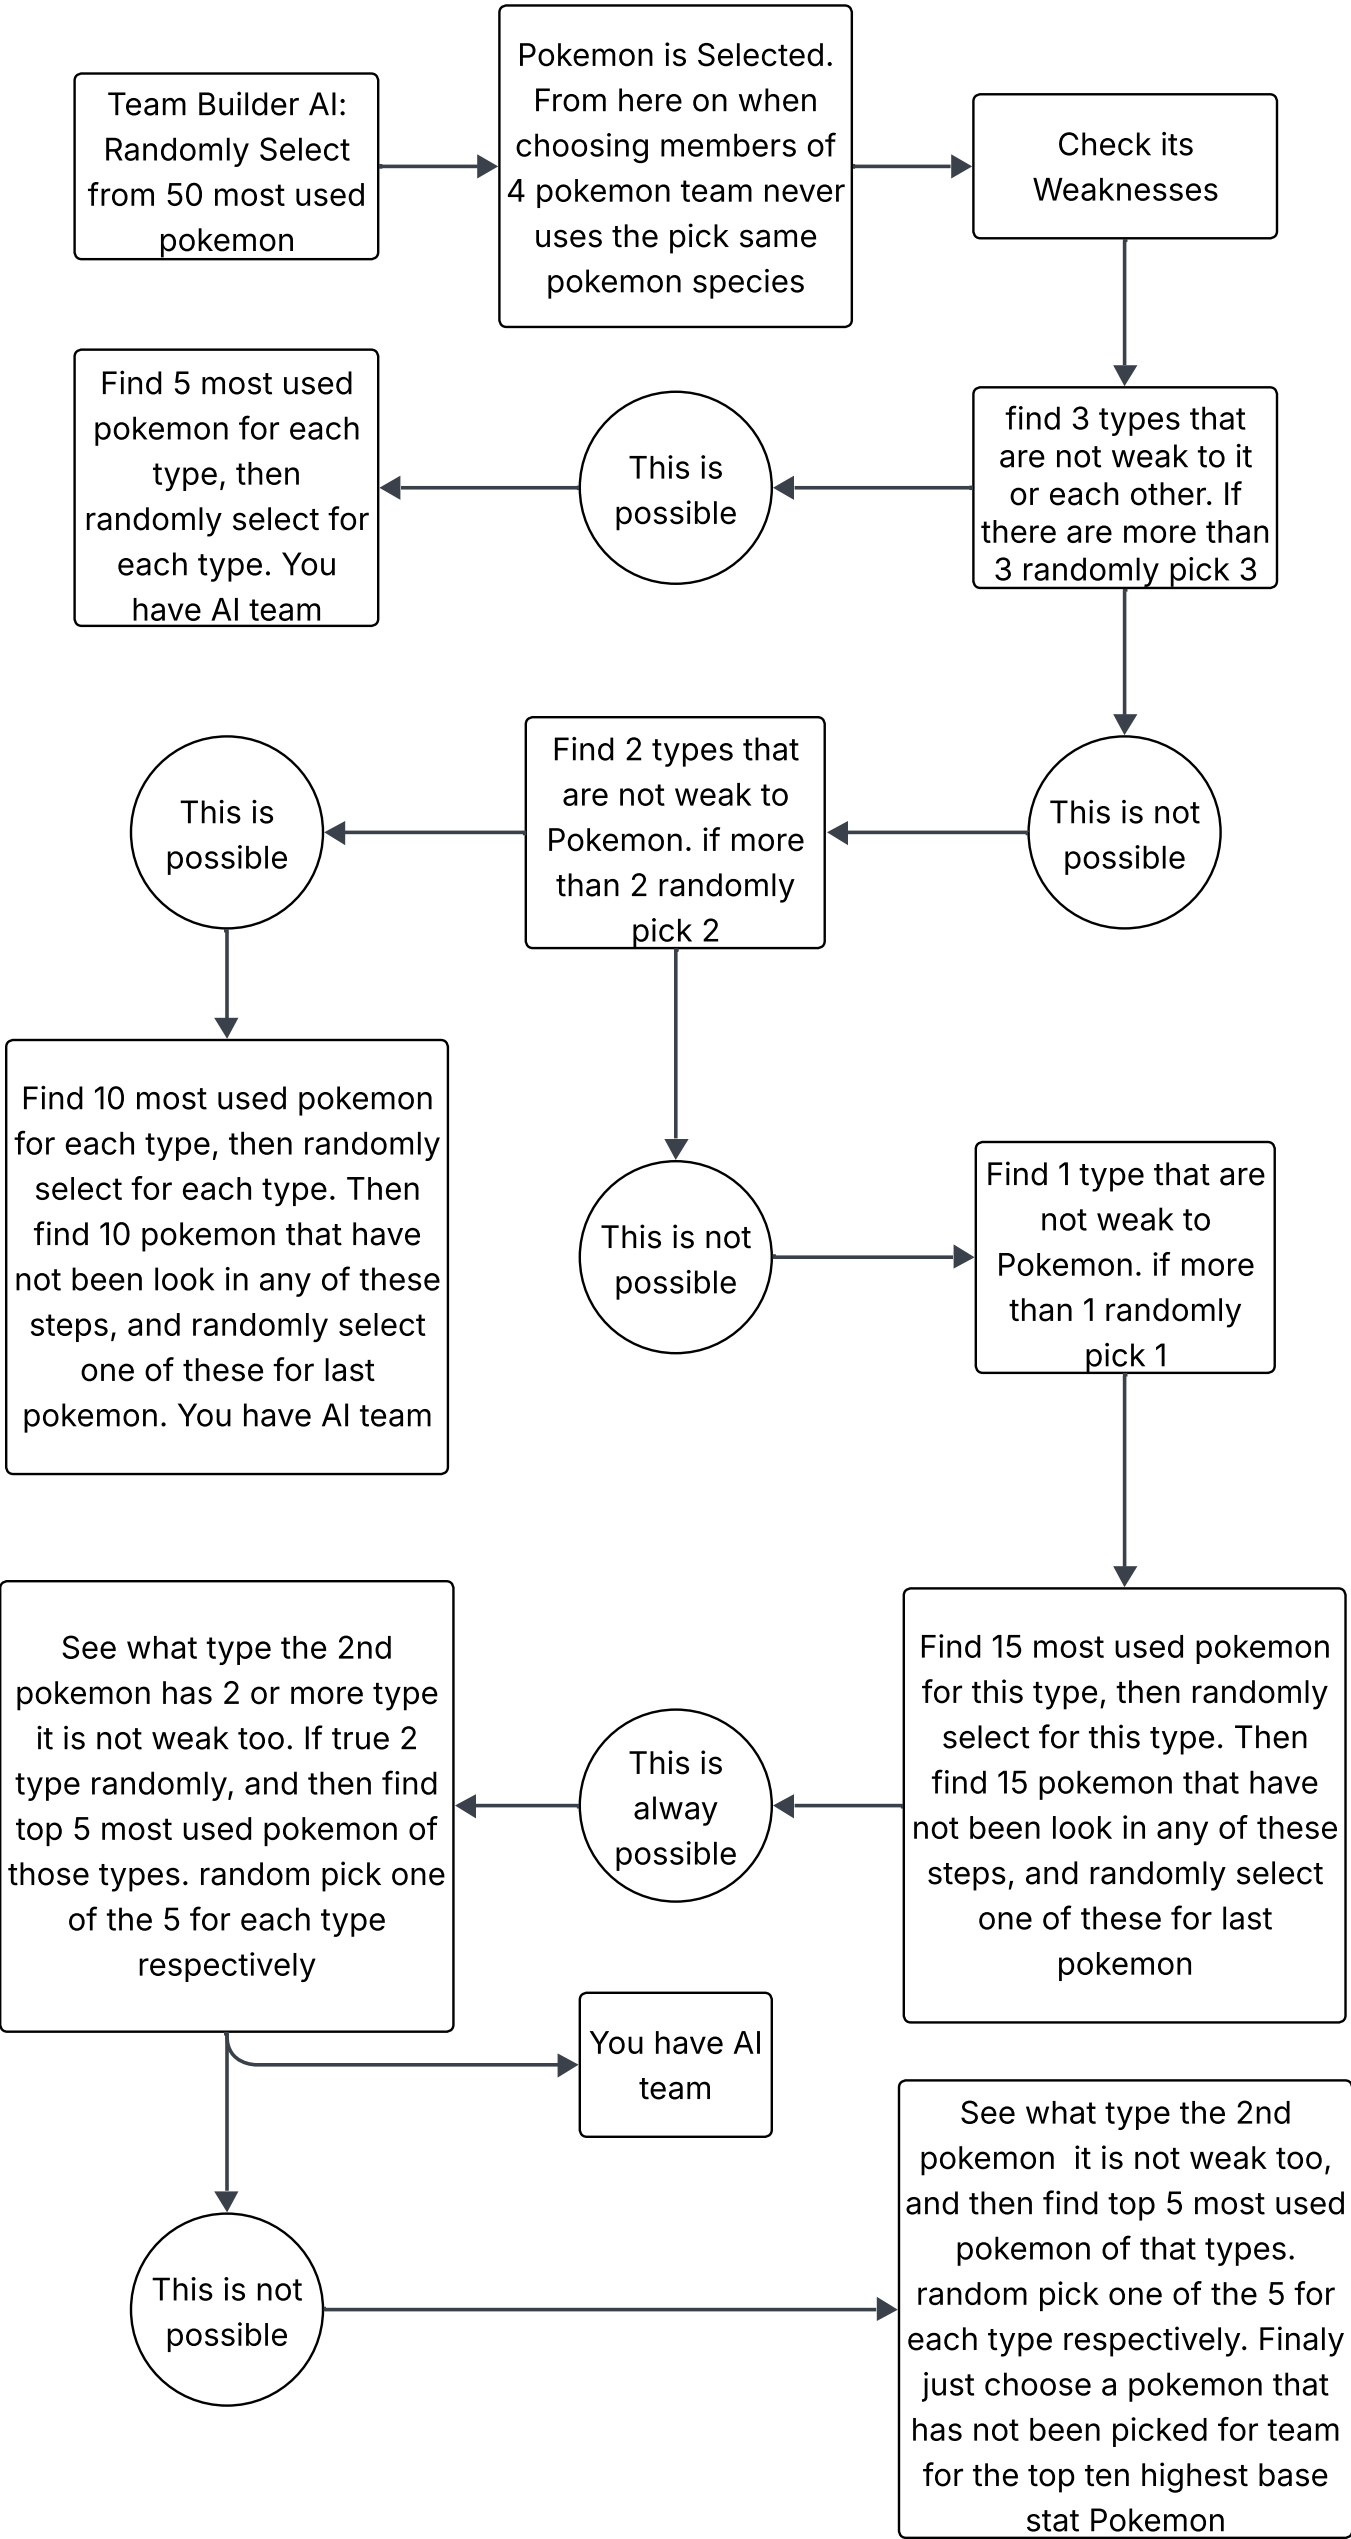 Team Builder AI:
Randomly Select
from 50 most used
pokemon
Pokemon is Selected.
From here on when
choosing members of
4 pokemon team never
uses the pick same
pokemon species
Check its
Weaknesses
find 3 types that
are not weak to it
or each other. If
there are more than
3 randomly pick 3
This is
possible
Find 5 most used
pokemon for each
type, then
randomly select for
each type. You
have AI team
This is not
possible
Find 2 types that
are not weak to
Pokemon. if more
than 2 randomly
pick 2
This is
possible
Find 10 most used pokemon
for each type, then randomly
select for each type. Then
find 10 pokemon that have
not been look in any of these
steps, and randomly select
one of these for last
pokemon. You have AI team
This is not
possible
Find 1 type that are
not weak to
Pokemon. if more
than 1 randomly
pick 1
Find 15 most used pokemon
for this type, then randomly
select for this type. Then
find 15 pokemon that have
not been look in any of these
steps, and randomly select
one of these for last
pokemon
This is
alway
possible
See what type the 2nd
pokemon has 2 or more type
it is not weak too. If true 2
type randomly, and then find
top 5 most used pokemon of
those types. random pick one
of the 5 for each type
respectively
You have AI
team
This is not
possible
See what type the 2nd
pokemon  it is not weak too,
and then find top 5 most used
pokemon of that types.
random pick one of the 5 for
each type respectively. Finaly
just choose a pokemon that
has not been picked for team
for the top ten highest base
stat Pokemon